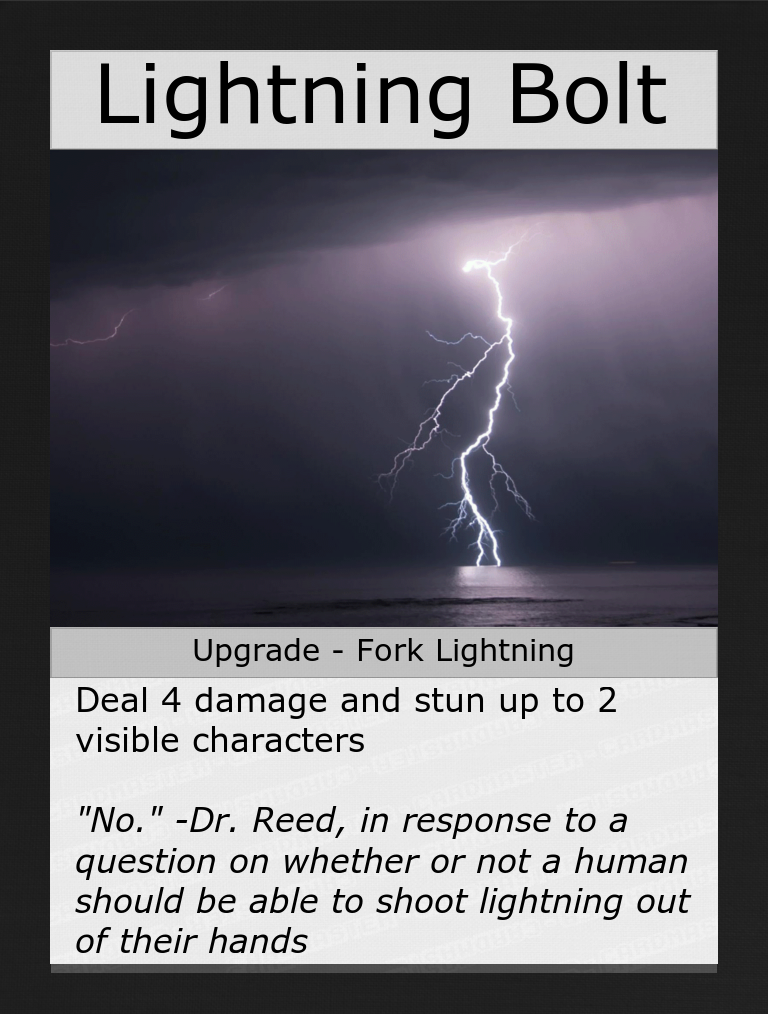 Lightning Bolt
Upgrade - Fork Lightning
Deal 4 damage and stun up to 2
visible characters
"No." -Dr. Reed, in response to a
question on whether or not a human
should be able to shoot lightning out
of their hands